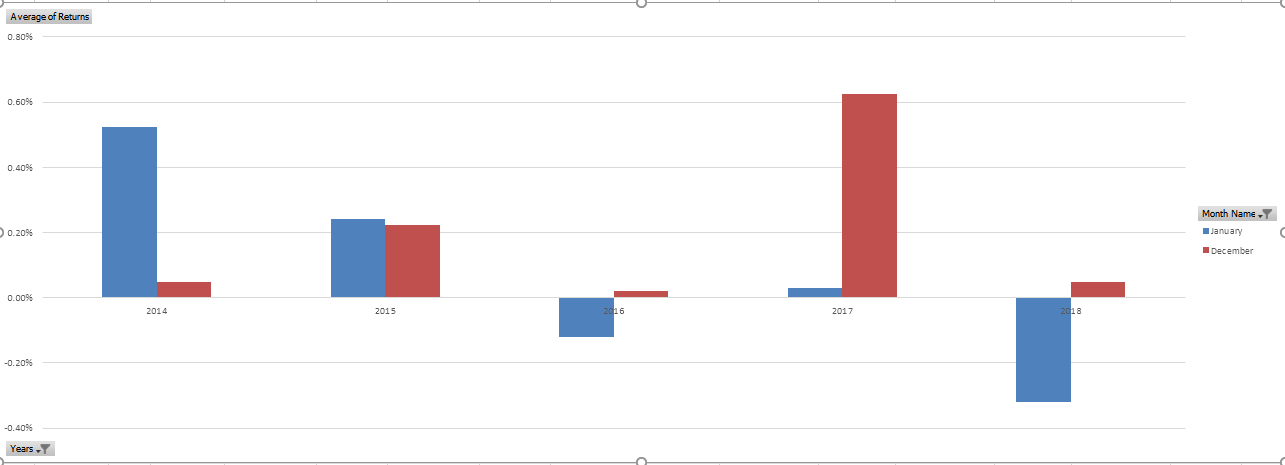 Average of Returns
0.80%
0.60%
0.40%
0.20%
0.00%
-0.20%
-0.40%
2014
2015
2016
2017
2018
Month Name
January
December
Years